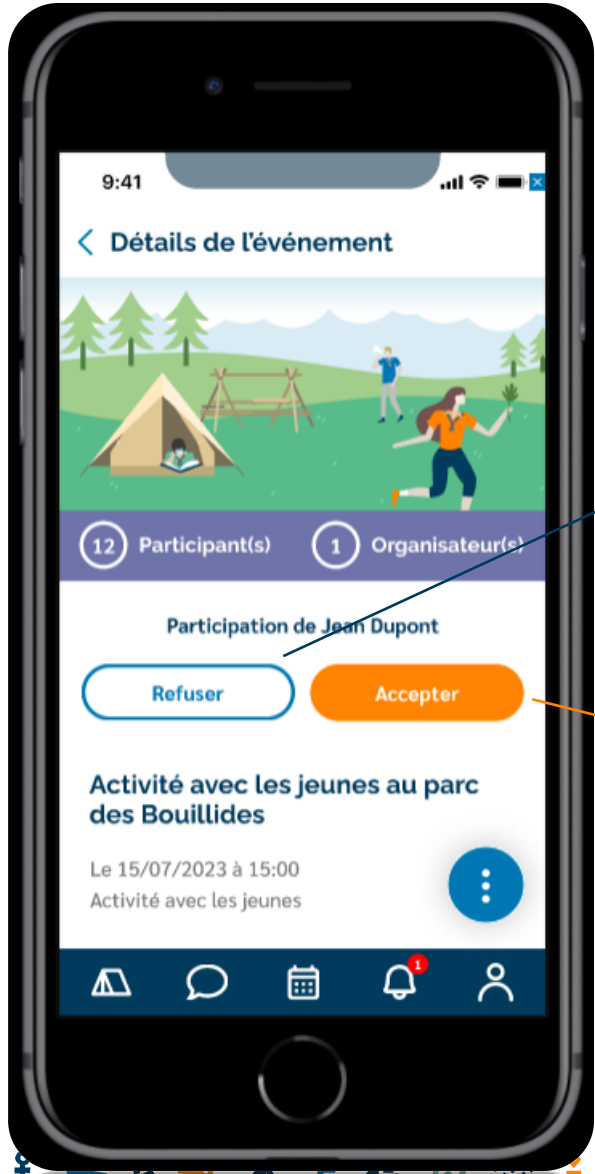 9:41
Détails de l'événement
12 Participant(s) 1 Organisateur(s)
Participation de Jean Dupont
Refuser Accepter
Activité avec les jeunes au parc
des Bouillides
Le 15/07/2023 à 15:00
Activité avec les jeunes
1